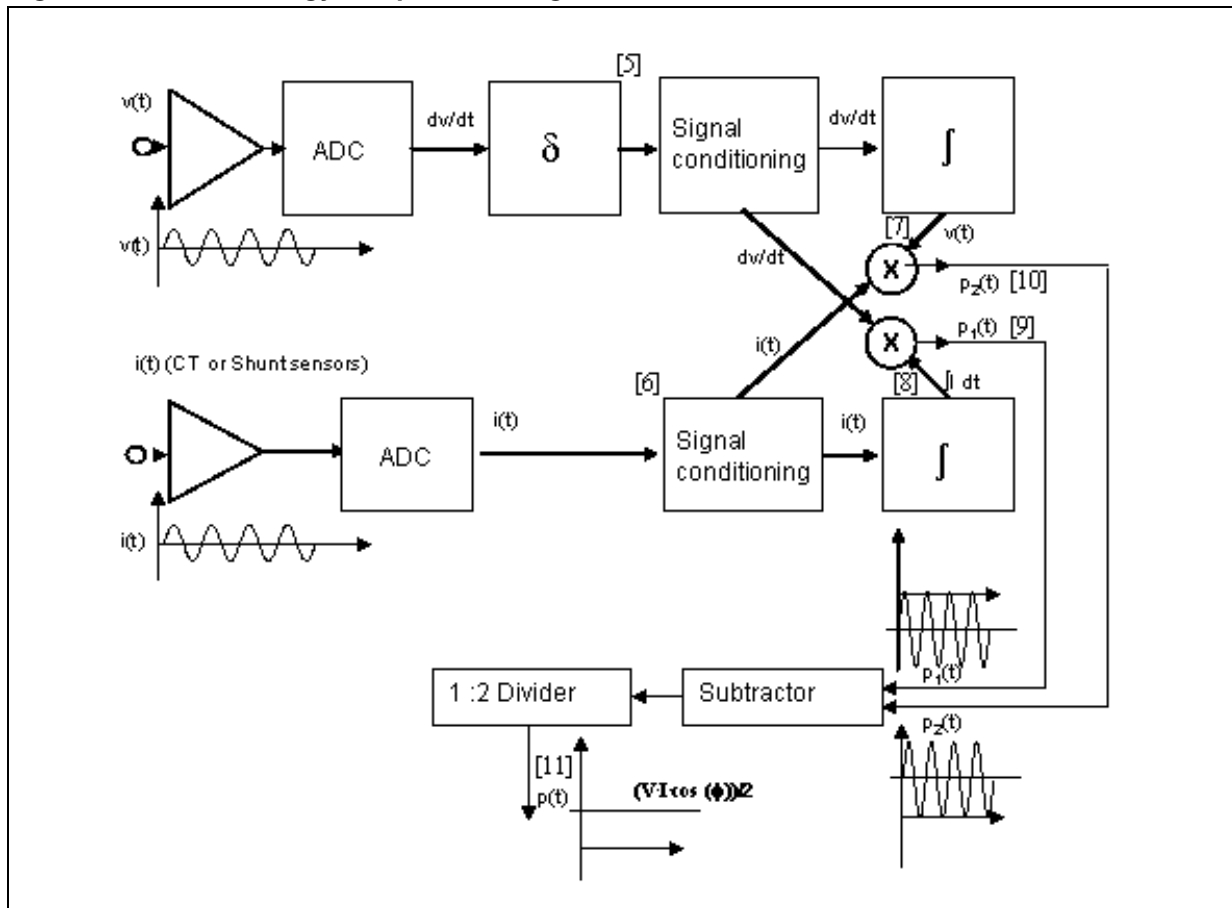 [5]
v(t)
ADC
dv/dt
δ
Signal
conditioning
dv/dt
∫
v(t)
[7]
v(t)
dv/dt
X
p₂(t) [10]
X
p₁(t) [9]
i(t)
i(t) (CT or Shunt sensors)
[6]
[8]
∫I dt
ADC
i(t)
Signal
conditioning
i(t)
∫
i(t)
p₁(t)
1 :2 Divider
Subtractor
p₂(t)
[11]
p(t)
(V·I cos (ϕ))/2